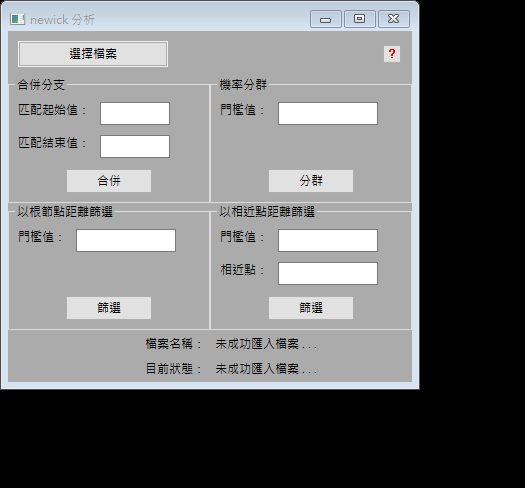 newick 分析
選擇檔案
?
合併分支
機率分群
匹配起始值：
門檻值：
匹配結束值：
合併
分群
以根節點距離篩選
以相近點距離篩選
門檻值：
門檻值：
相近點：
篩選
篩選
檔案名稱： 未成功匯入檔案...
目前狀態： 未成功匯入檔案...